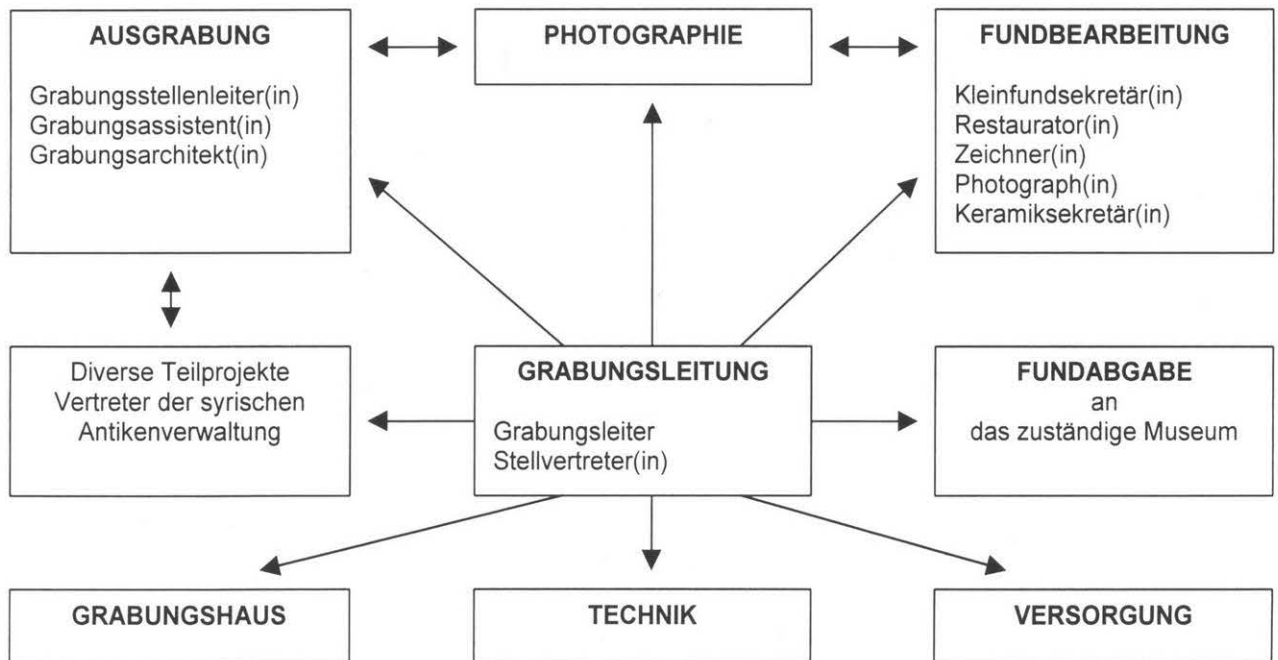 AUSGRABUNG
Grabungsstellenleiter(in)
Grabungsassistent(in)
Grabungsarchitekt(in)
PHOTOGRAPHIE
FUNDBEARBEITUNG
Kleinfundsekretär(in)
Restaurator(in)
Zeichner(in)
Photograph(in)
Keramiksekretär(in)
Diverse Teilprojekte
Vertreter der syrischen
Antikenverwaltung
GRABUNGSLEITUNG
Grabungsleiter
Stellvertreter(in)
FUNDABGABE
an
das zuständige Museum
GRABUNGSHAUS
TECHNIK
VERSORGUNG